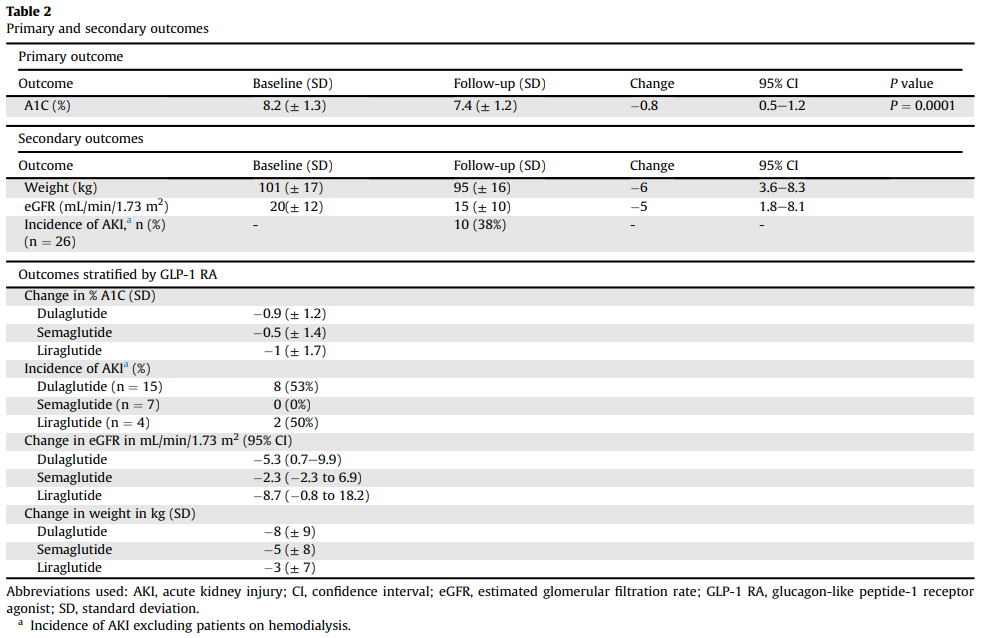 Table 2
Primary and secondary outcomes
Primary outcome
Outcome Baseline (SD) Follow-up (SD) Change 95% CI P value
A1C (%) 8.2 (± 1.3) 7.4 (± 1.2) −0.8 0.5–1.2 P = 0.0001
Secondary outcomes
Outcome Baseline (SD) Follow-up (SD) Change 95% CI
Weight (kg) 101 (± 17) 95 (± 16) −6 3.6–8.3
eGFR (mL/min/1.73 m²) 20(± 12) 15 (± 10) −5 1.8–8.1
Incidence of AKI,ᵃ n (%) - 10 (38%) - -
(n = 26)
Outcomes stratified by GLP-1 RA
Change in % A1C (SD)
Dulaglutide −0.9 (± 1.2)
Semaglutide −0.5 (± 1.4)
Liraglutide −1 (± 1.7)
Incidence of AKIᵃ (%)
Dulaglutide (n = 15) 8 (53%)
Semaglutide (n = 7) 0 (0%)
Liraglutide (n = 4) 2 (50%)
Change in eGFR in mL/min/1.73 m² (95% CI)
Dulaglutide −5.3 (0.7–9.9)
Semaglutide −2.3 (−2.3 to 6.9)
Liraglutide −8.7 (−0.8 to 18.2)
Change in weight in kg (SD)
Dulaglutide −8 (± 9)
Semaglutide −5 (± 8)
Liraglutide −3 (± 7)
Abbreviations used: AKI, acute kidney injury; CI, confidence interval; eGFR, estimated glomerular filtration rate; GLP-1 RA, glucagon-like peptide-1 receptor
agonist; SD, standard deviation.
ᵃ Incidence of AKI excluding patients on hemodialysis.